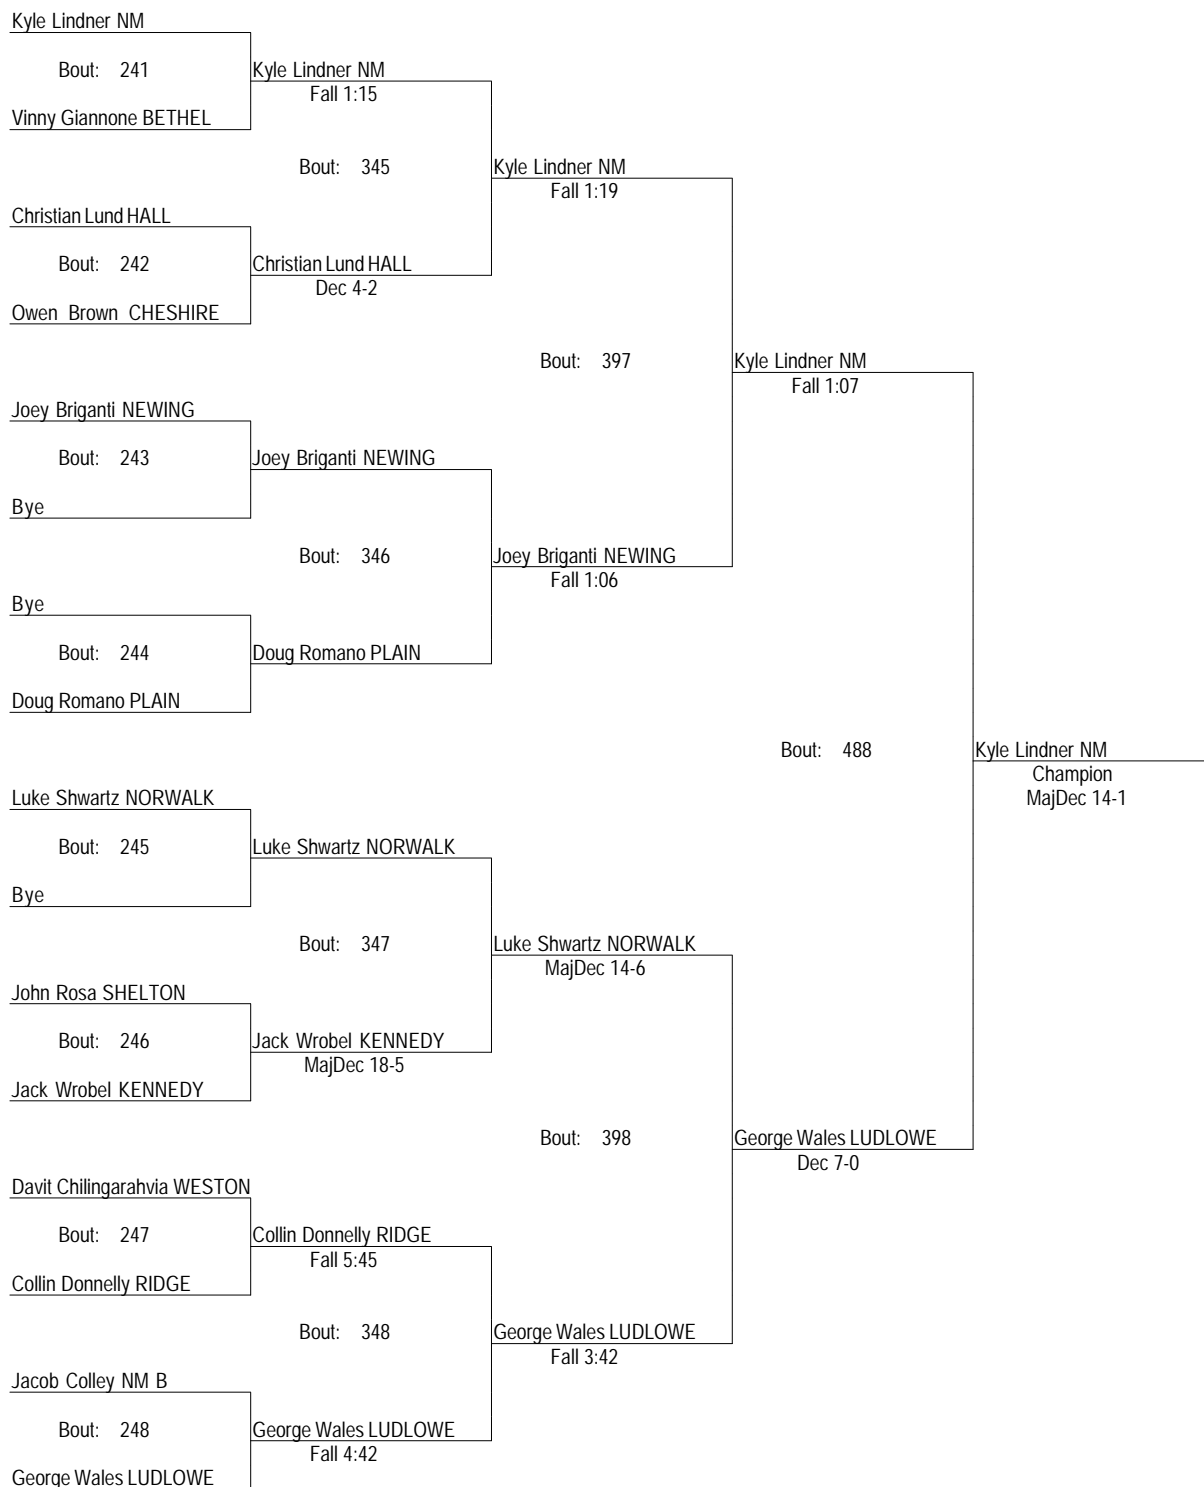 Kyle Lindner NM
Bout: 241
Kyle Lindner NM
Fall 1:15
Vinny Giannone BETHEL
Bout: 345
Kyle Lindner NM
Fall 1:19
Christian Lund HALL
Bout: 242
Christian Lund HALL
Dec 4-2
Owen Brown CHESHIRE
Bout: 397
Kyle Lindner NM
Fall 1:07
Joey Briganti NEWING
Bout: 243
Joey Briganti NEWING
Bye
Bout: 346
Joey Briganti NEWING
Fall 1:06
Bye
Bout: 244
Doug Romano PLAIN
Doug Romano PLAIN
Bout: 488
Kyle Lindner NM
Champion
MajDec 14-1
Luke Shwartz NORWALK
Bout: 245
Luke Shwartz NORWALK
Bye
Bout: 347
Luke Shwartz NORWALK
MajDec 14-6
John Rosa SHELTON
Bout: 246
Jack Wrobel KENNEDY
MajDec 18-5
Jack Wrobel KENNEDY
Bout: 398
George Wales LUDLOWE
Dec 7-0
Davit Chilingarahvia WESTON
Bout: 247
Collin Donnelly RIDGE
Fall 5:45
Collin Donnelly RIDGE
Bout: 348
George Wales LUDLOWE
Fall 3:42
Jacob Colley NM B
Bout: 248
George Wales LUDLOWE
Fall 4:42
George Wales LUDLOWE